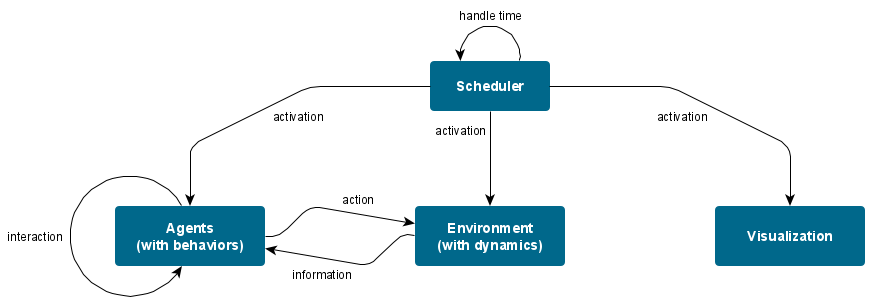 handle time
Scheduler
activation
activation
activation
Agents
(with behaviors)
action
Environment
(with dynamics)
Visualization
interaction
information